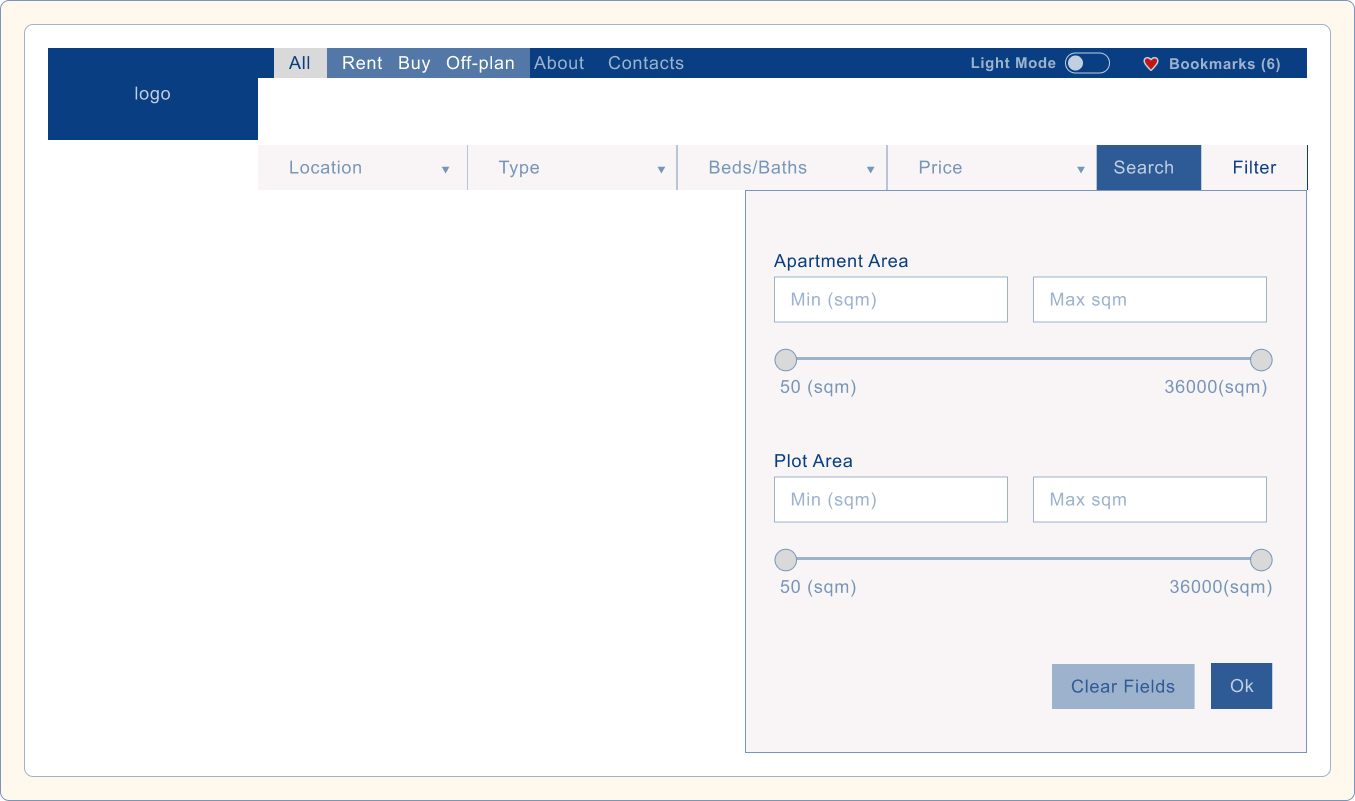 All Rent Buy Off-plan About Contacts Light Mode Bookmarks (6)
logo
Location Type Beds/Baths Price Search Filter
Apartment Area
Min (sqm) Max sqm
50 (sqm) 36000(sqm)
Plot Area
Min (sqm) Max sqm
50 (sqm) 36000(sqm)
Clear Fields Ok